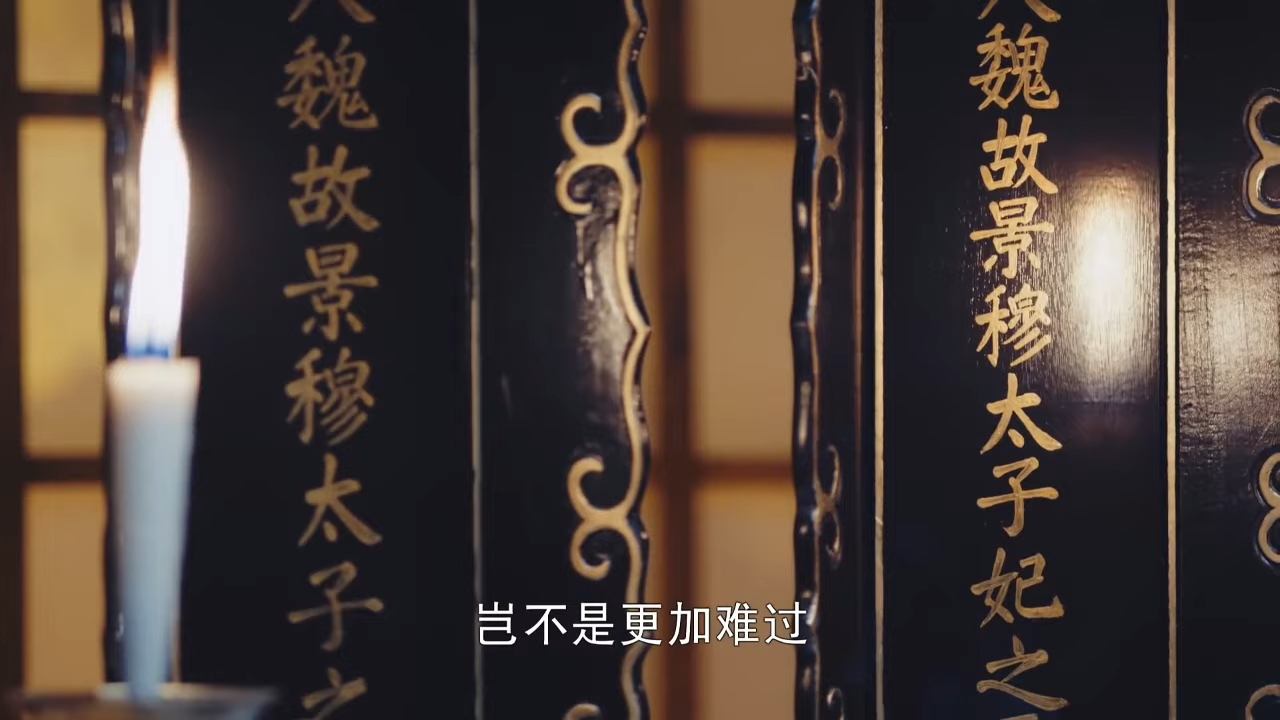 魏故景穆太子之
魏故景穆太子妃之
岂不是更加难过